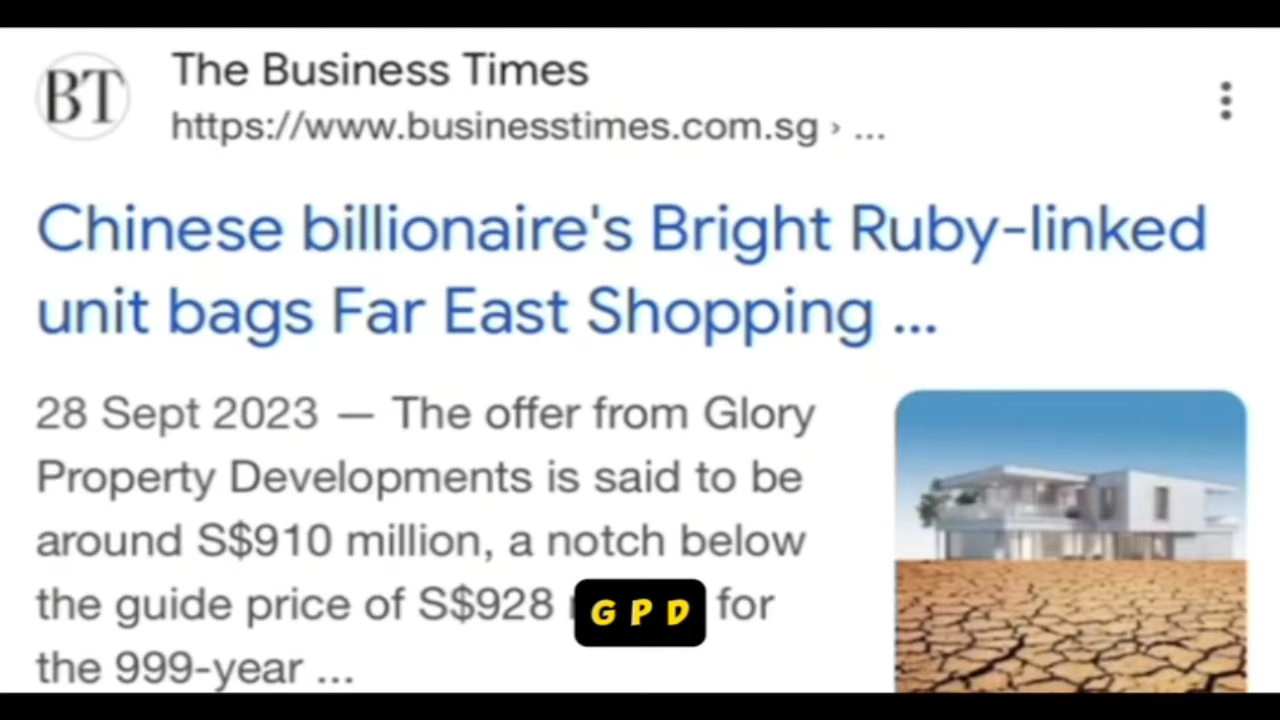 BT
The Business Times
https://www.businesstimes.com.sg › ...
Chinese billionaire's Bright Ruby-linked
unit bags Far East Shopping ...
28 Sept 2023 — The offer from Glory
Property Developments is said to be
around S$910 million, a notch below
the guide price of S$928 GPD for
the 999-year ...